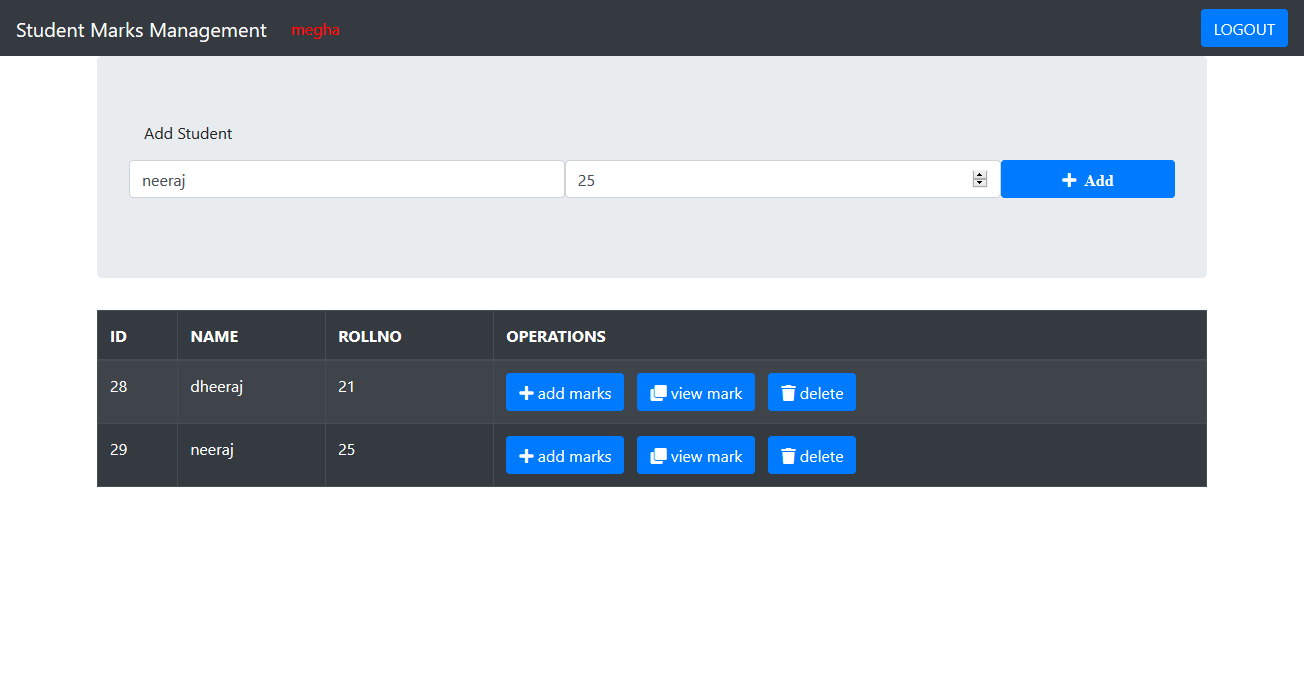 Student Marks Management megha LOGOUT
Add Student
neeraj 25 Add
ID NAME ROLLNO OPERATIONS
28 dheeraj 21 add marks view mark delete
29 neeraj 25 add marks view mark delete